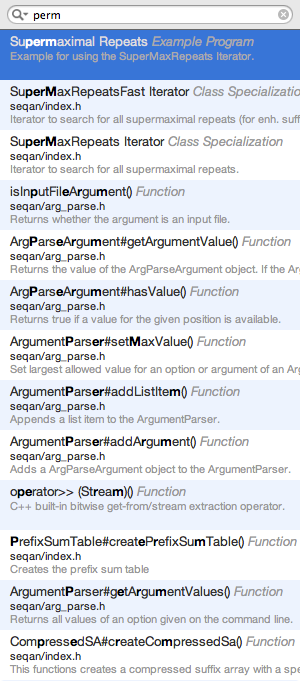 perm
Supermaximal Repeats Example Program
Example for using the SuperMaxRepeats Iterator.
SuperMaxRepeatsFast Iterator Class Specialization
seqan/index.h
Iterator to search for all supermaximal repeats (for enh. suff
SuperMaxRepeats Iterator Class Specialization
seqan/index.h
Iterator to search for all supermaximal repeats.
isInputFileArgument() Function
seqan/arg_parse.h
Returns whether the argument is an input file.
ArgParseArgument#getArgumentValue() Function
seqan/arg_parse.h
Returns the value of the ArgParseArgument object. If the Ar
ArgParseArgument#hasValue() Function
seqan/arg_parse.h
Returns true if a value for the given position is available.
ArgumentParser#setMaxValue() Function
seqan/arg_parse.h
Set largest allowed value for an option or argument of an Ar
ArgumentParser#addListItem() Function
seqan/arg_parse.h
Appends a list item to the ArgumentParser.
ArgumentParser#addArgument() Function
seqan/arg_parse.h
Adds a ArgParseArgument object to the ArgumentParser.
operator>> (Stream)() Function
C++ built-in bitwise get-from/stream extraction operator.
PrefixSumTable#createPrefixSumTable() Function
seqan/index.h
Creates the prefix sum table
ArgumentParser#getArgumentValues() Function
seqan/arg_parse.h
Returns all values of an option given on the command line.
CompressedSA#createCompressedSa() Function
seqan/index.h
This functions creates a compressed suffix array with a spe